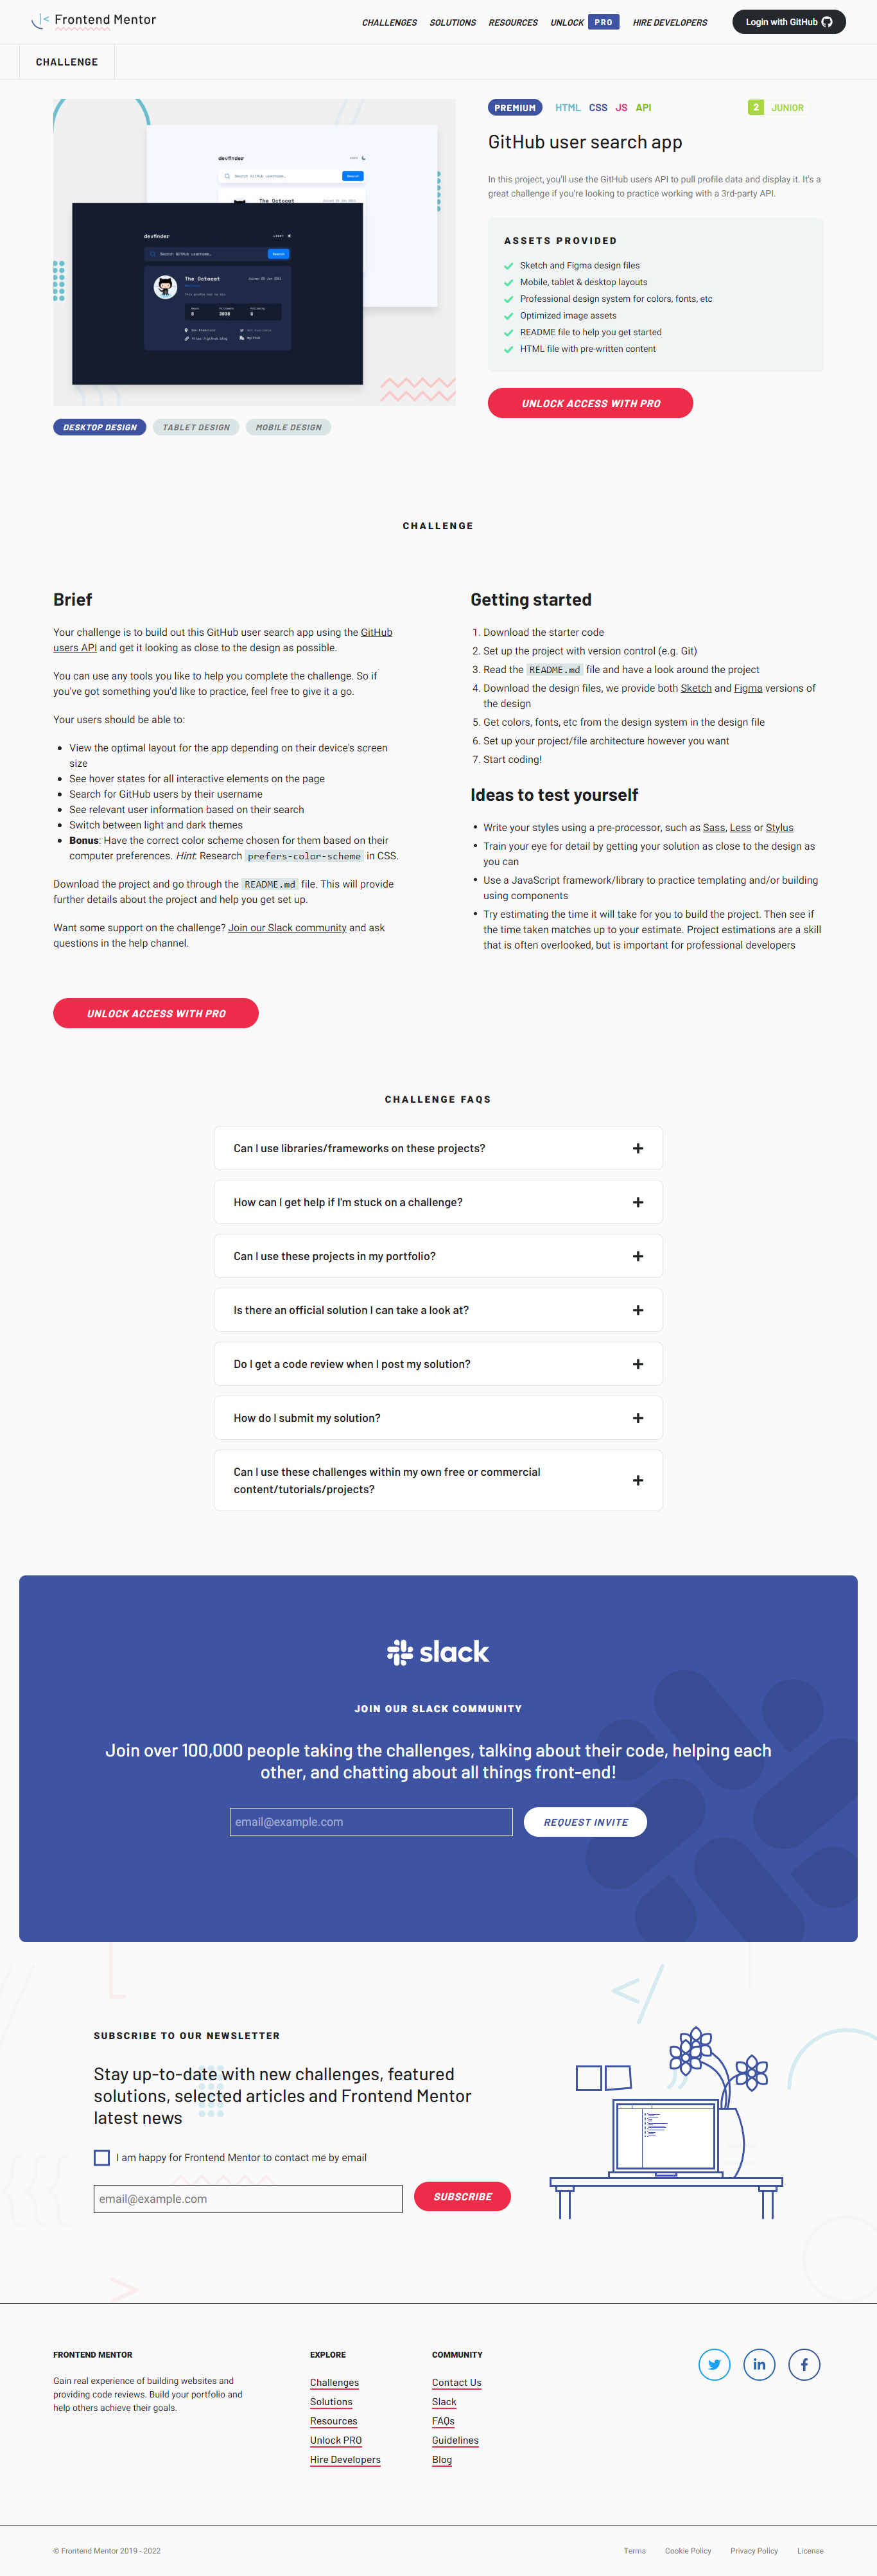 Frontend Mentor
CHALLENGES SOLUTIONS RESOURCES UNLOCK PRO HIRE DEVELOPERS Login with GitHub
CHALLENGE
devfinder
Search GitHub username...
Search
The Octocat
devfinder
LIGHT
Search GitHub username...
Search
The Octocat
Joined 25 Jan 2011
This profile has no bio
Repos Followers Following
8 3938 9
San Francisco
Not Available
https://github.blog
@github
DESKTOP DESIGN TABLET DESIGN MOBILE DESIGN
PREMIUM HTML CSS JS API 2 JUNIOR
GitHub user search app
In this project, you'll use the GitHub users API to pull profile data and display it. It's a
great challenge if you're looking to practice working with a 3rd-party API.
ASSETS PROVIDED
Sketch and Figma design files
Mobile, tablet & desktop layouts
Professional design system for colors, fonts, etc
Optimized image assets
README file to help you get started
HTML file with pre-written content
UNLOCK ACCESS WITH PRO
CHALLENGE
Brief
Your challenge is to build out this GitHub user search app using the GitHub
users API and get it looking as close to the design as possible.
You can use any tools you like to help you complete the challenge. So if
you've got something you'd like to practice, feel free to give it a go.
Your users should be able to:
• View the optimal layout for the app depending on their device's screen
size
• See hover states for all interactive elements on the page
• Search for GitHub users by their username
• See relevant user information based on their search
• Switch between light and dark themes
• Bonus: Have the correct color scheme chosen for them based on their
computer preferences. Hint: Research prefers-color-scheme in CSS.
Download the project and go through the README.md file. This will provide
further details about the project and help you get set up.
Want some support on the challenge? Join our Slack community and ask
questions in the help channel.
UNLOCK ACCESS WITH PRO
Getting started
1. Download the starter code
2. Set up the project with version control (e.g. Git)
3. Read the README.md file and have a look around the project
4. Download the design files, we provide both Sketch and Figma versions of
the design
5. Get colors, fonts, etc from the design system in the design file
6. Set up your project/file architecture however you want
7. Start coding!
Ideas to test yourself
• Write your styles using a pre-processor, such as Sass, Less or Stylus
• Train your eye for detail by getting your solution as close to the design as
you can
• Use a JavaScript framework/library to practice templating and/or building
using components
• Try estimating the time it will take for you to build the project. Then see if
the time taken matches up to your estimate. Project estimations are a skill
that is often overlooked, but is important for professional developers
CHALLENGE FAQS
Can I use libraries/frameworks on these projects?
How can I get help if I'm stuck on a challenge?
Can I use these projects in my portfolio?
Is there an official solution I can take a look at?
Do I get a code review when I post my solution?
How do I submit my solution?
Can I use these challenges within my own free or commercial
content/tutorials/projects?
slack
JOIN OUR SLACK COMMUNITY
Join over 100,000 people taking the challenges, talking about their code, helping each
other, and chatting about all things front-end!
email@example.com REQUEST INVITE
SUBSCRIBE TO OUR NEWSLETTER
Stay up-to-date with new challenges, featured
solutions, selected articles and Frontend Mentor
latest news
I am happy for Frontend Mentor to contact me by email
email@example.com SUBSCRIBE
FRONTEND MENTOR
Gain real experience of building websites and
providing code reviews. Build your portfolio and
help others achieve their goals.
EXPLORE
Challenges
Solutions
Resources
Unlock PRO
Hire Developers
COMMUNITY
Contact Us
Slack
FAQs
Guidelines
Blog
© Frontend Mentor 2019 - 2022
Terms Cookie Policy Privacy Policy License